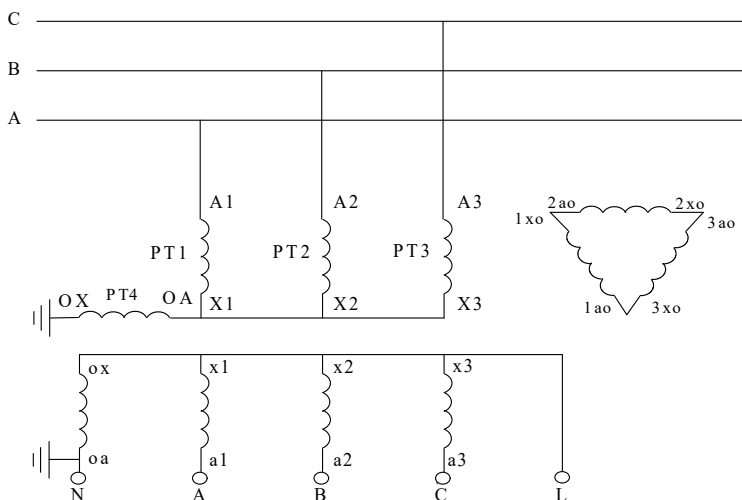 C
B
A
A1 A2 A3
2ao 2xo
1xo 3ao
PT1 PT2 PT3
OX PT4 OA X1 X2 X3
1ao 3xo
ox x1 x2 x3
oa a1 a2 a3
N A B C L